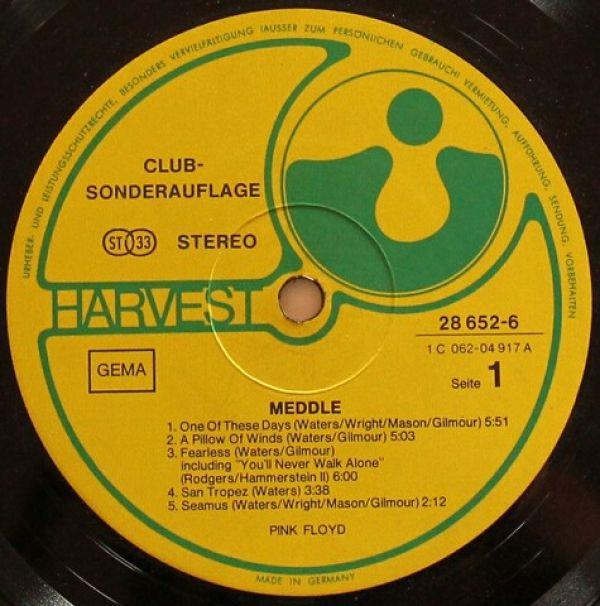 URHEBER- UND LEISTUNGSSCHUTZRECHTE, BESONDERS VERVIELFÄLTIGUNG (AUSSER ZUM PERSÖNLICHEN GEBRAUCH) VERMIETUNG, AUFFÜHRUNG, SENDUNG, VORBEHALTEN
CLUB-
SONDERAUFLAGE
ST 33 STEREO
HARVEST
28 652-6
1 C 062-04 917 A
GEMA
Seite 1
MEDDLE
1. One Of These Days (Waters/Wright/Mason/Gilmour) 5:51
2. A Pillow Of Winds (Waters/Gilmour) 5:03
3. Fearless (Waters/Gilmour)
including "You'll Never Walk Alone"
(Rodgers/Hammerstein II) 6:00
4. San Tropez (Waters) 3:38
5. Seamus (Waters/Wright/Mason/Gilmour) 2:12
PINK FLOYD
MADE IN GERMANY